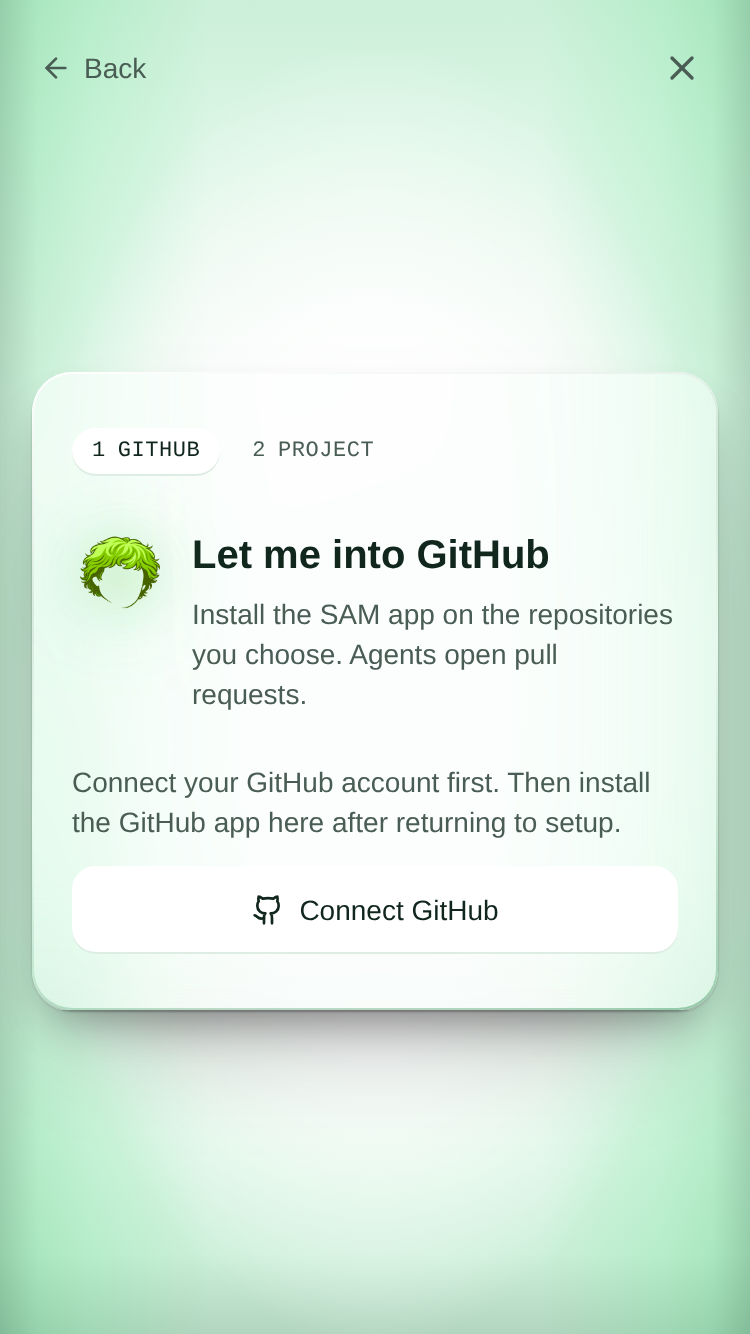 Back
1 GITHUB
2 PROJECT
Let me into GitHub
Install the SAM app on the repositories
you choose. Agents open pull
requests.
Connect your GitHub account first. Then install
the GitHub app here after returning to setup.
Connect GitHub